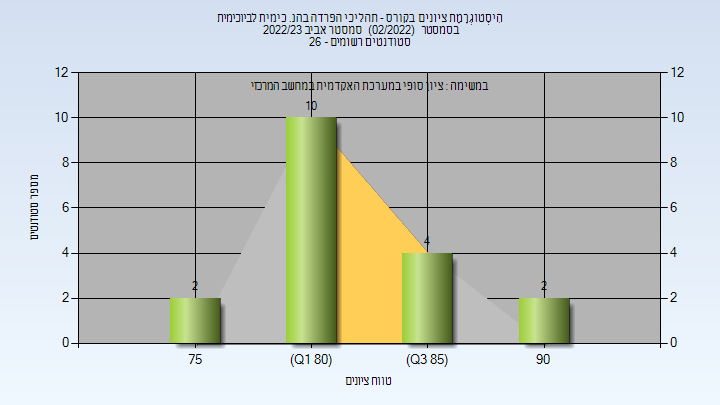 הִיסְטוֹגְרָמַת ציונים בקורס - תהליכי הפרדה בהנ. כימית לביוכימית
בסמסטר (02/2022) סמסטר אביב 2022/23
סטודנטים רשומים - 26
במשימה : ציון סופי במערכת האקדמית במחשב המרכזי
12 12
10 10
8 8
6 6
4 4
2 2
0 0
2 10 4 2
75 (Q1 80) (Q3 85) 90
מספר סטודנטים
טווח ציונים